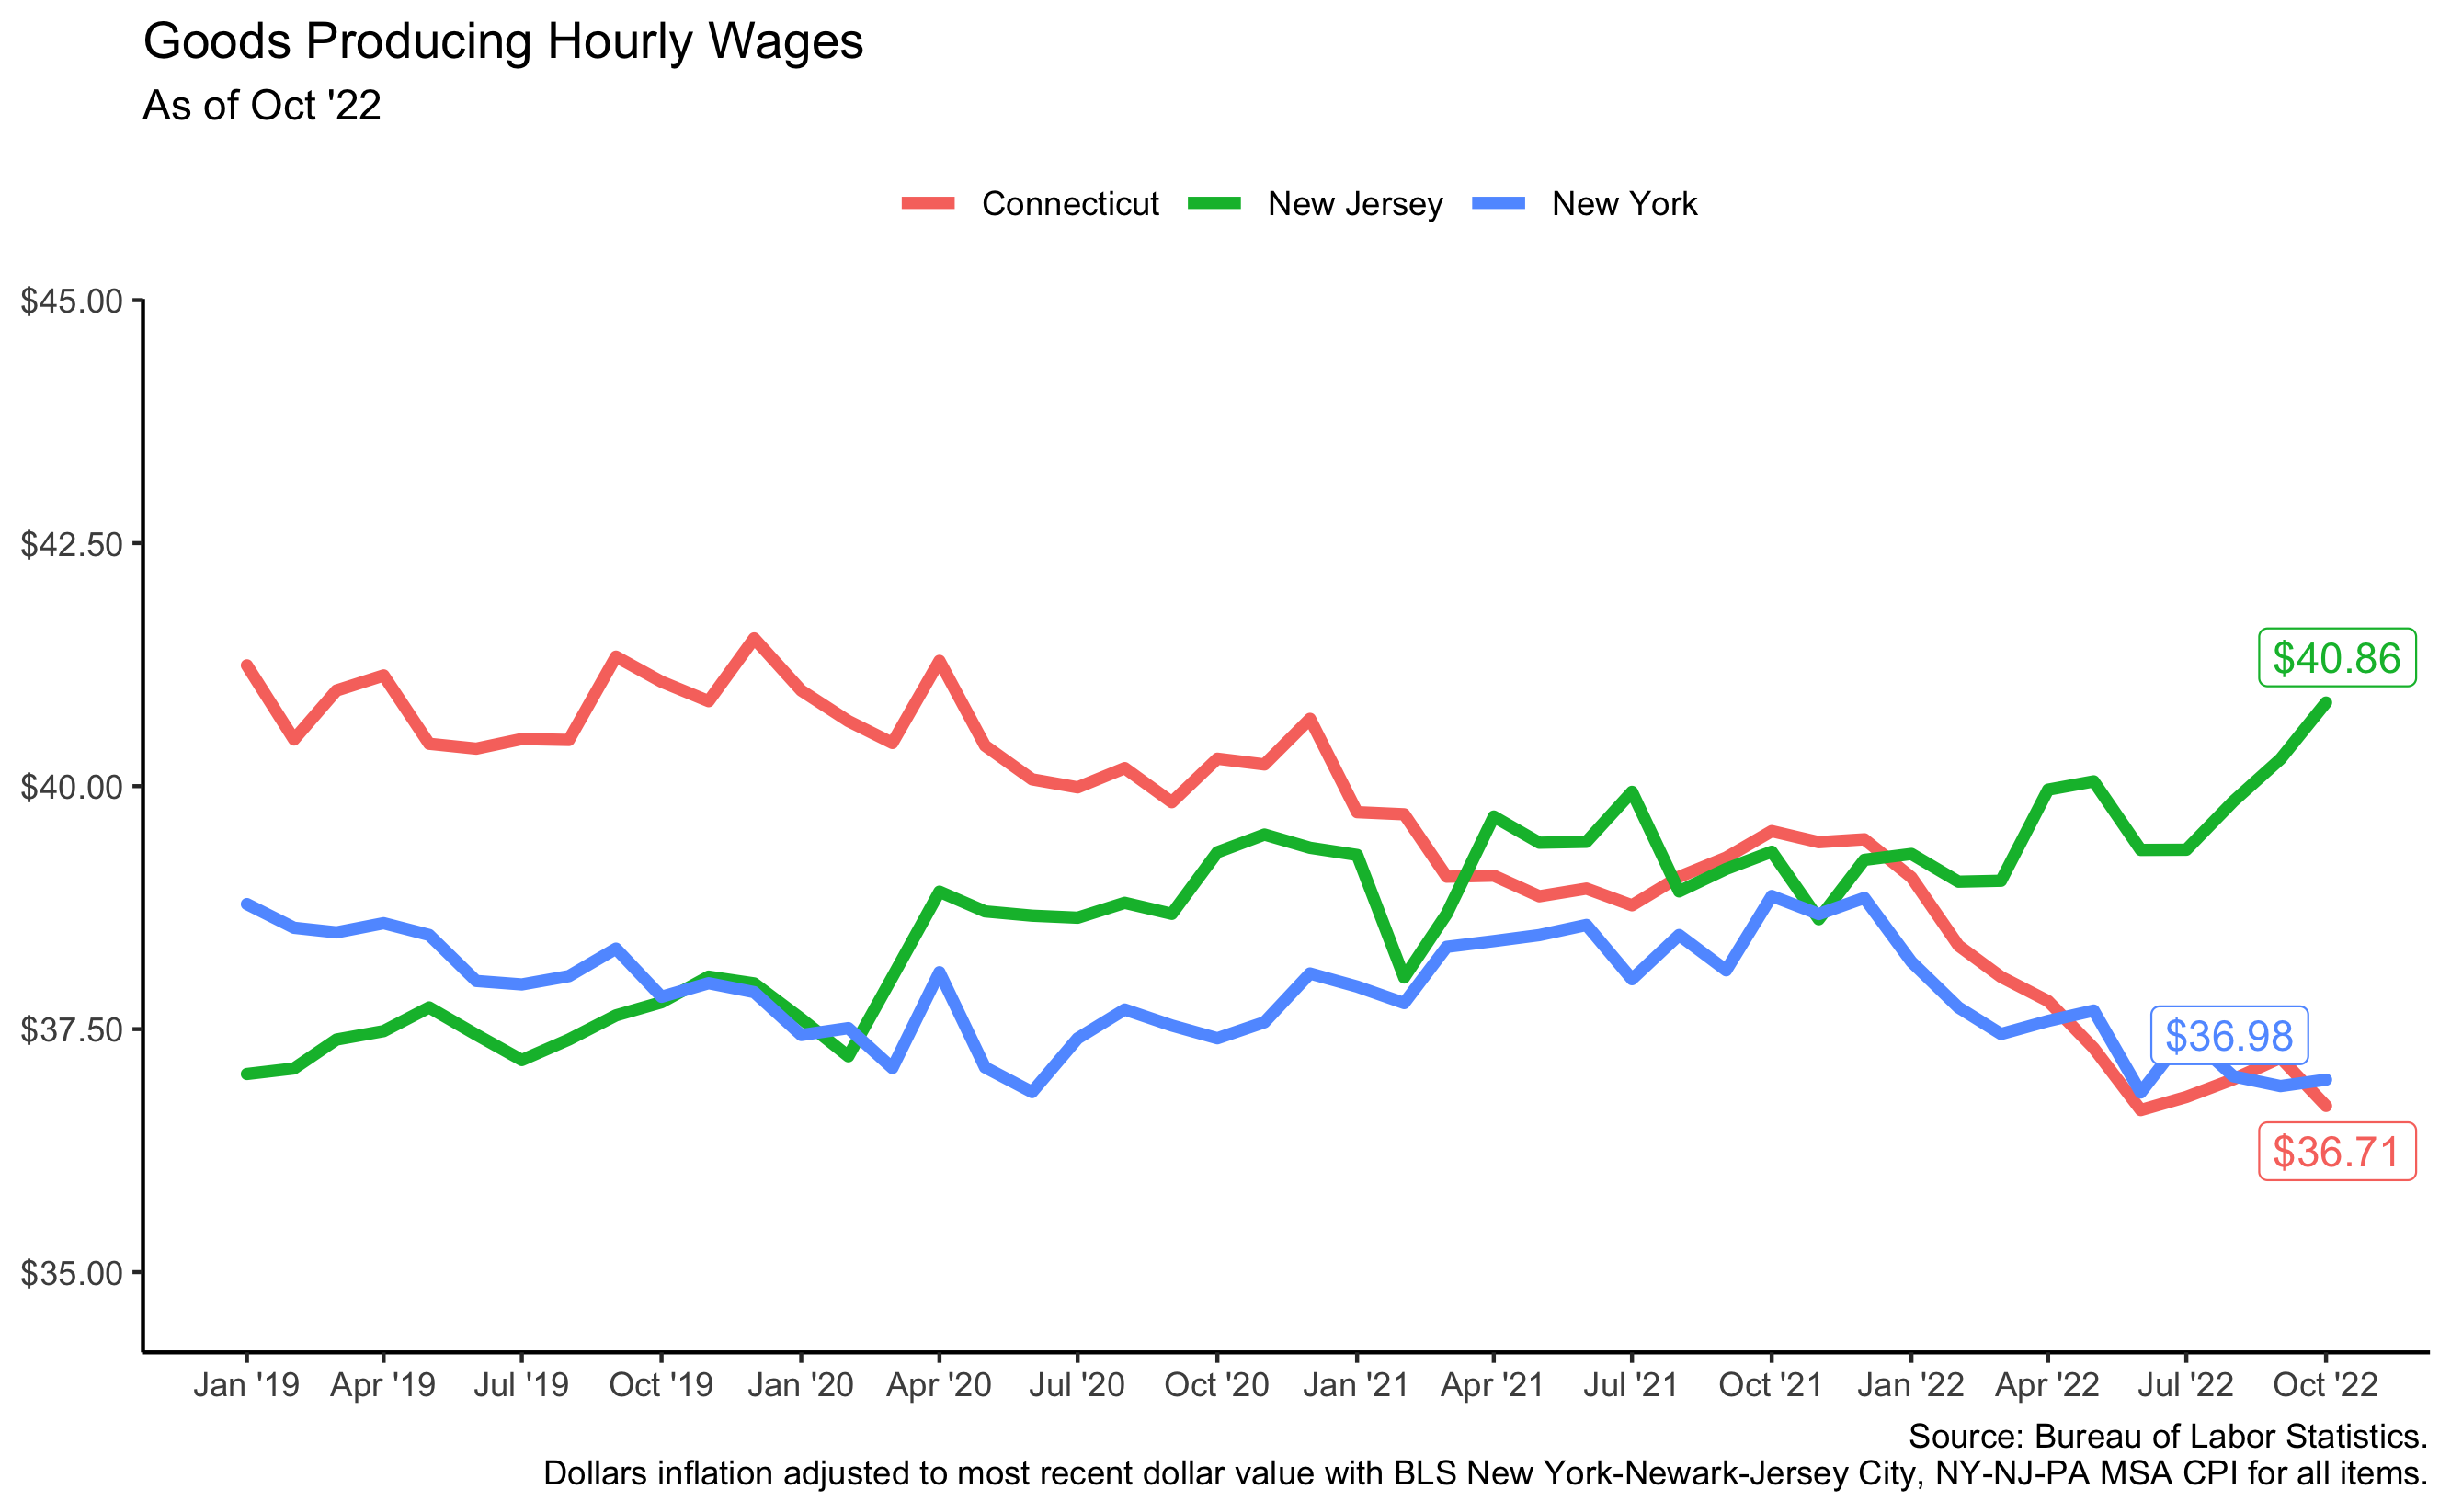 Goods Producing Hourly Wages
As of Oct '22
Connecticut New Jersey New York
$45.00
$42.50
$40.86
$40.00
$37.50
$36.98
$36.71
$35.00
Jan '19 Apr '19 Jul '19 Oct '19 Jan '20 Apr '20 Jul '20 Oct '20 Jan '21 Apr '21 Jul '21 Oct '21 Jan '22 Apr '22 Jul '22 Oct '22
Source: Bureau of Labor Statistics.
Dollars inflation adjusted to most recent dollar value with BLS New York-Newark-Jersey City, NY-NJ-PA MSA CPI for all items.